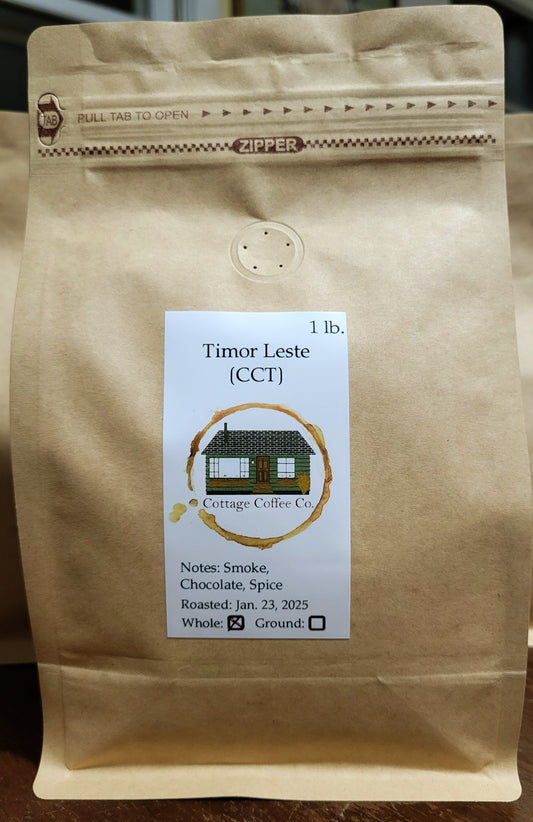 TAB
PULL TAB TO OPEN
ZIPPER
1 lb.
Timor Leste
(CCT)
Cottage Coffee Co.
Notes: Smoke,
Chocolate, Spice
Roasted: Jan. 23, 2025
Whole: ☒ Ground: ☐